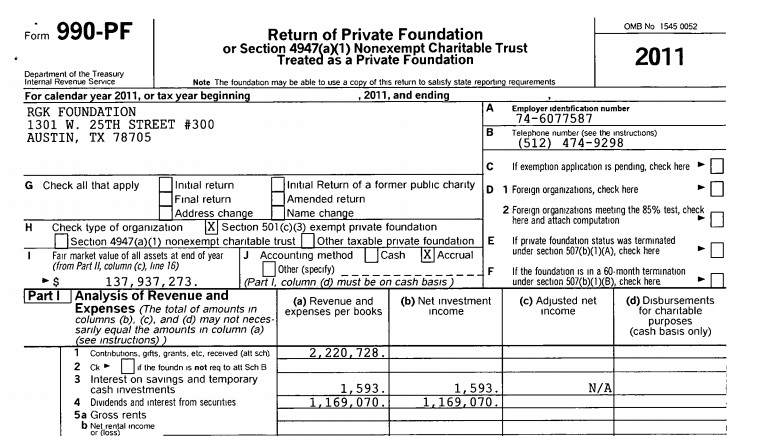 Form 990-PF
Department of the Treasury
Internal Revenue Service
Return of Private Foundation
or Section 4947(a)(1) Nonexempt Charitable Trust
Treated as a Private Foundation
Note The foundation may be able to use a copy of this return to satisfy state reporting requirements
OMB No 1545 0052
2011
For calendar year 2011, or tax year beginning , 2011, and ending ,
RGK FOUNDATION
1301 W. 25TH STREET #300
AUSTIN, TX 78705
A Employer identification number
74-6077587
B Telephone number (see the instructions)
(512) 474-9298
C If exemption application is pending, check here ►
D 1 Foreign organizations, check here ►
2 Foreign organizations meeting the 85% test, check
here and attach computation ►
E If private foundation status was terminated
under section 507(b)(1)(A), check here ►
F If the foundation is in a 60-month termination
under section 507(b)(1)(B), check here ►
G Check all that apply Initial return Initial Return of a former public charity
Final return Amended return
Address change Name change
H Check type of organization X Section 501(c)(3) exempt private foundation
Section 4947(a)(1) nonexempt charitable trust Other taxable private foundation
I Fair market value of all assets at end of year
(from Part II, column (c), line 16)
► $ 137,937,273.
J Accounting method Cash X Accrual
Other (specify)
(Part I, column (d) must be on cash basis)
Part I Analysis of Revenue and
Expenses (The total of amounts in
columns (b), (c), and (d) may not neces-
sarily equal the amounts in column (a)
(see instructions) )
(a) Revenue and
expenses per books
(b) Net investment
income
(c) Adjusted net
income
(d) Disbursements
for charitable
purposes
(cash basis only)
1 Contributions, gifts, grants, etc, received (att sch) 2,220,728.
2 Ck ► if the foundn is not req to att Sch B
3 Interest on savings and temporary
cash investments 1,593. 1,593. N/A
4 Dividends and interest from securities 1,169,070. 1,169,070.
5a Gross rents
b Net rental income
or (loss)